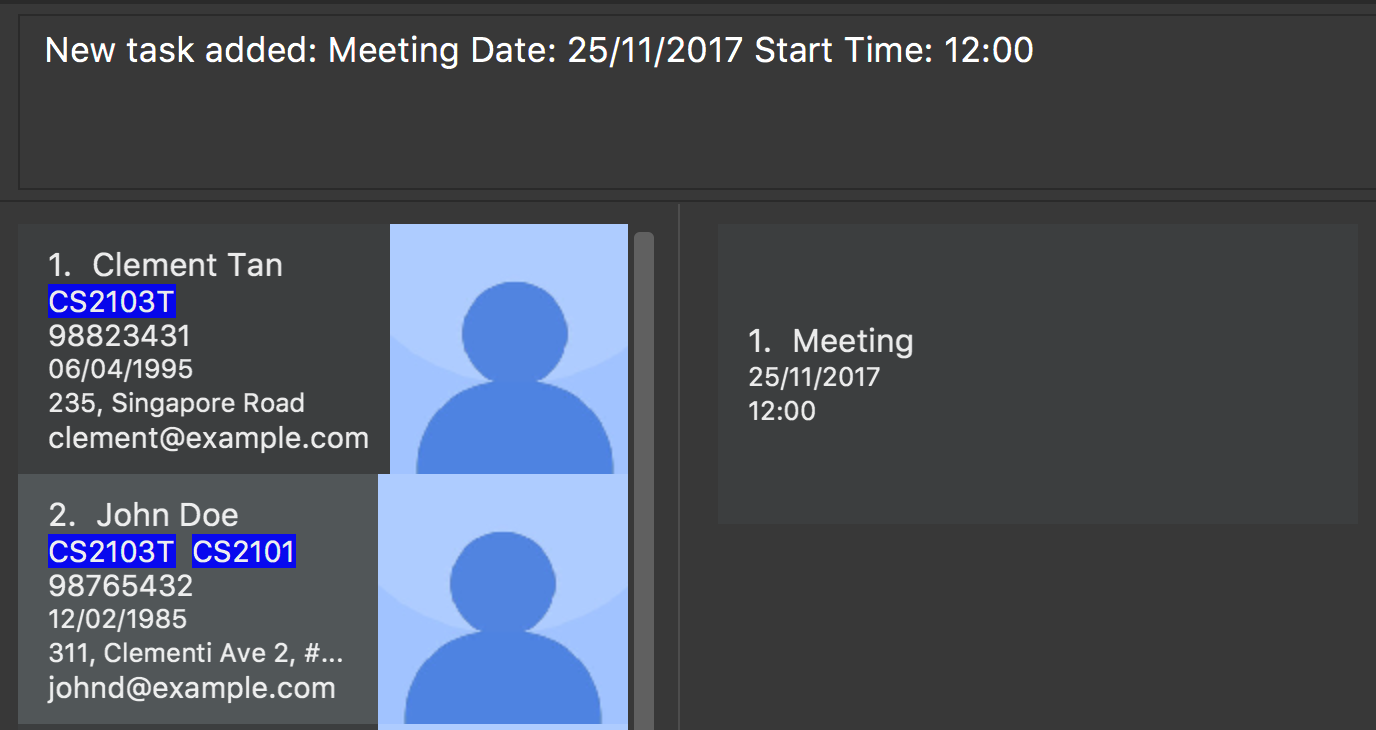 New task added: Meeting Date: 25/11/2017 Start Time: 12:00
1. Clement Tan
CS2103T
98823431
06/04/1995
235, Singapore Road
clement@example.com
2. John Doe
CS2103T CS2101
98765432
12/02/1985
311, Clementi Ave 2, #...
johnd@example.com
1. Meeting
25/11/2017
12:00